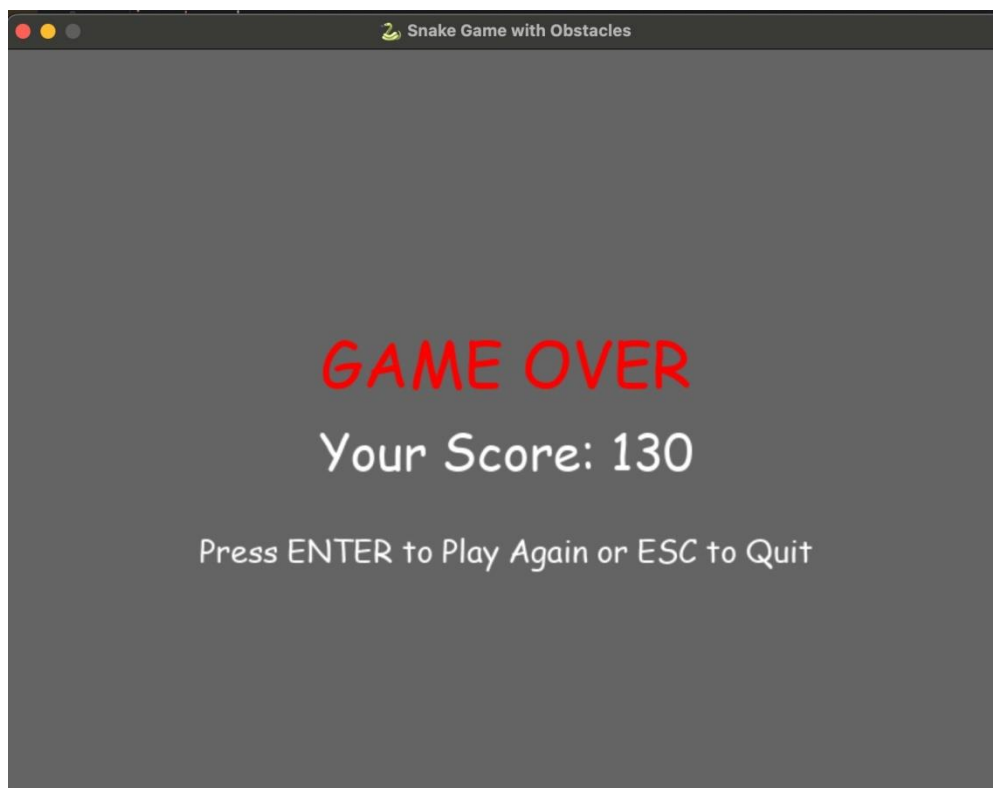 Snake Game with Obstacles
GAME OVER
Your Score: 130
Press ENTER to Play Again or ESC to Quit